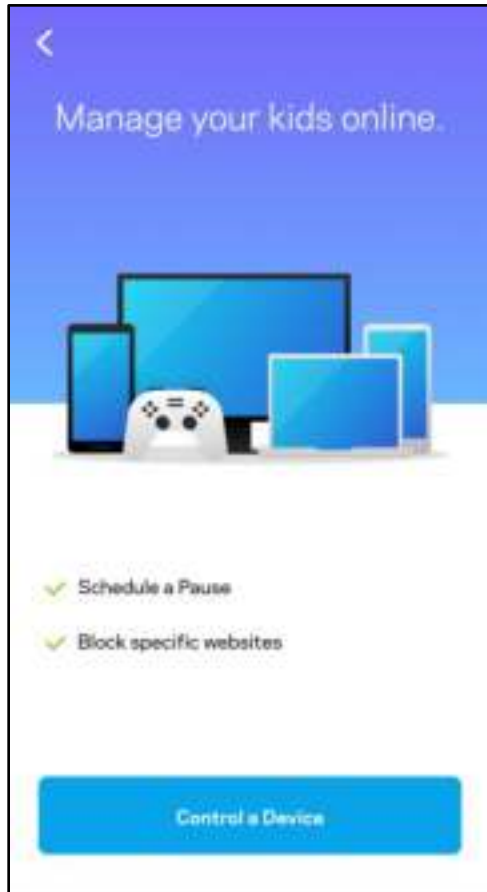 Manage your kids online.
Schedule a Pause
Block specific websites
Control a Device